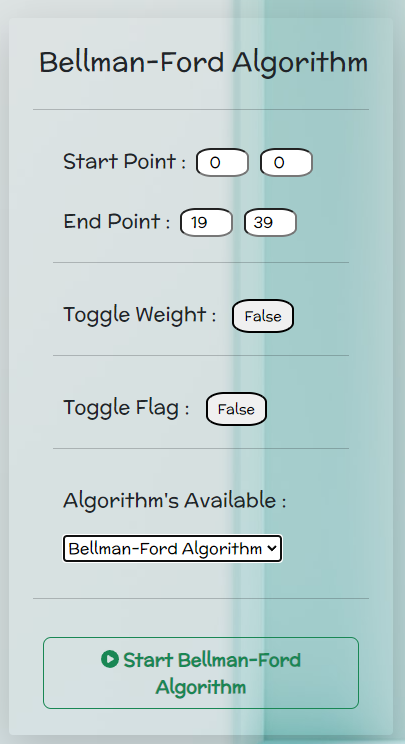 Bellman-Ford Algorithm
Start Point : 0 0
End Point : 19 39
Toggle Weight : False
Toggle Flag : False
Algorithm's Available :
Bellman-Ford Algorithm
Start Bellman-Ford
Algorithm